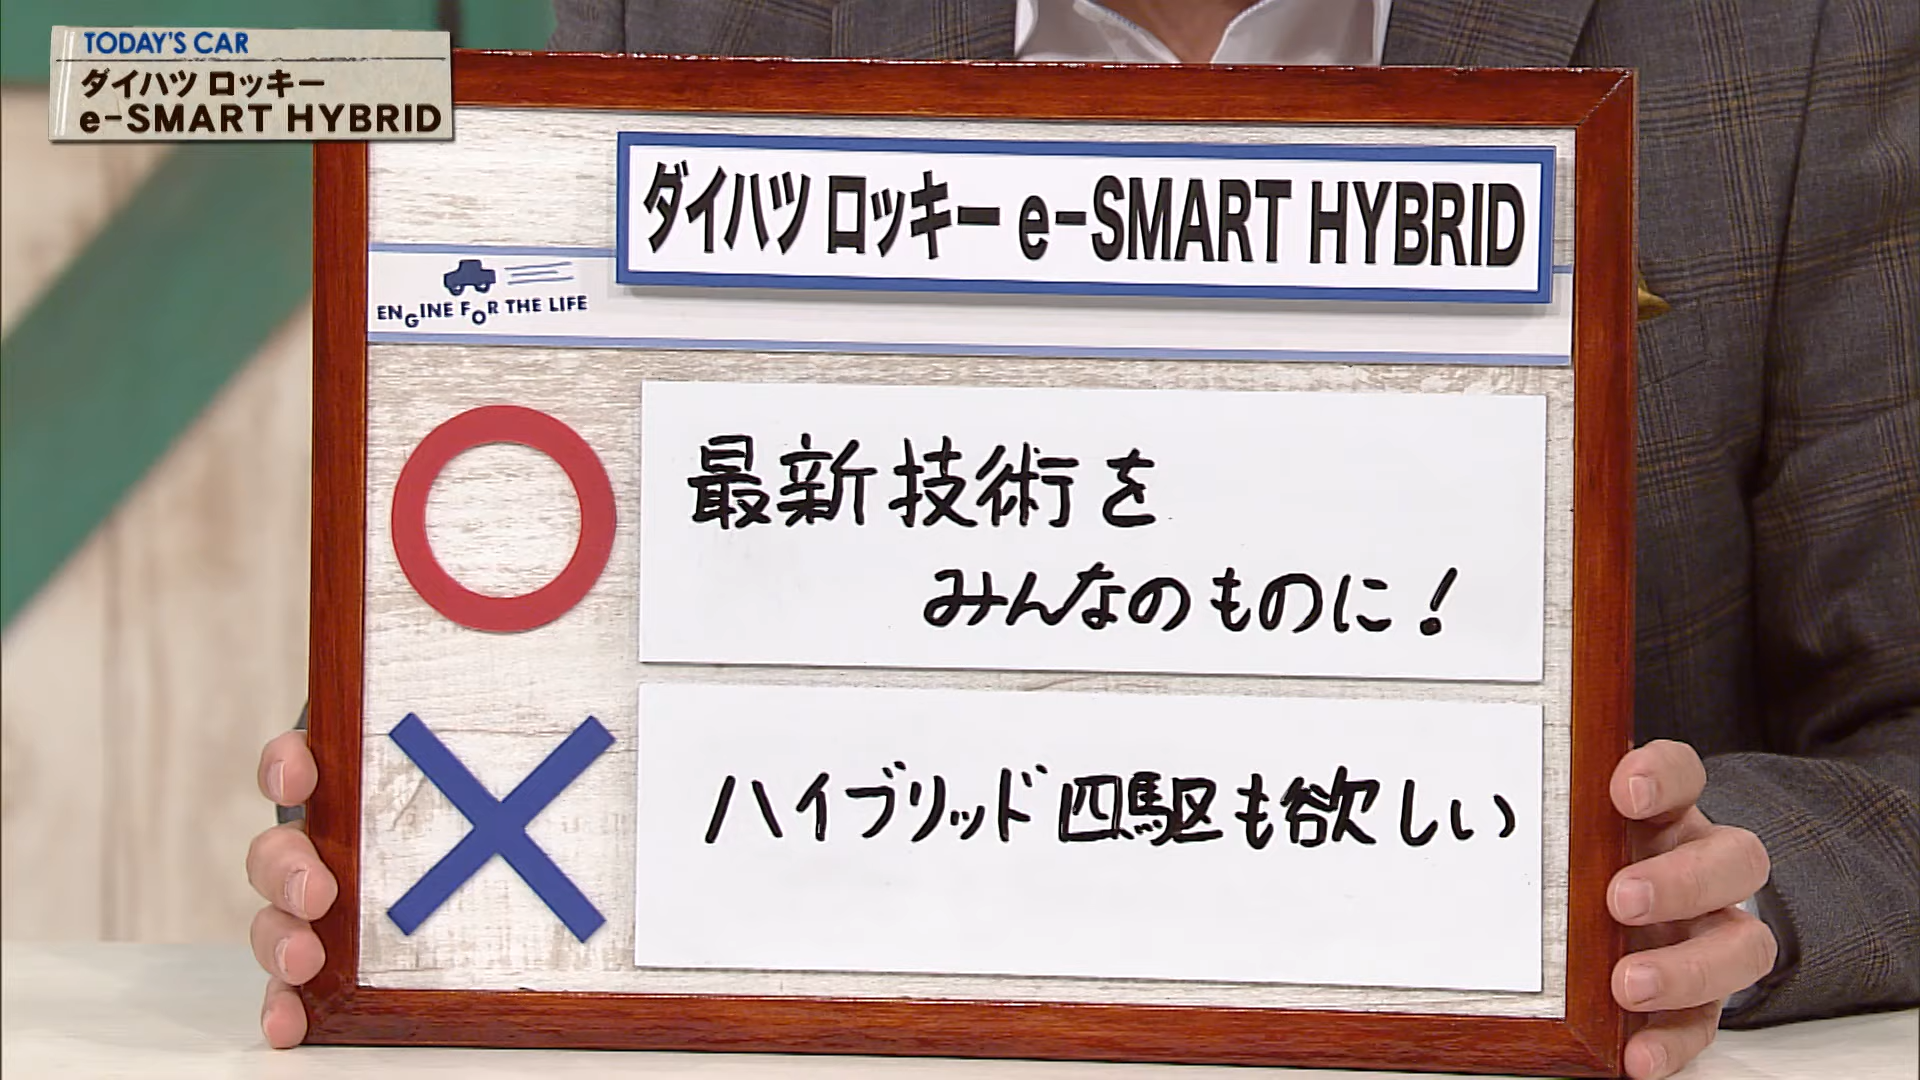 TODAY'S CAR
ダイハツ ロッキー
e-SMART HYBRID
ダイハツ ロッキー e-SMART HYBRID
ENGINE FOR THE LIFE
最新技術を
みんなのものに!
ハイブリッド四駆も欲しい